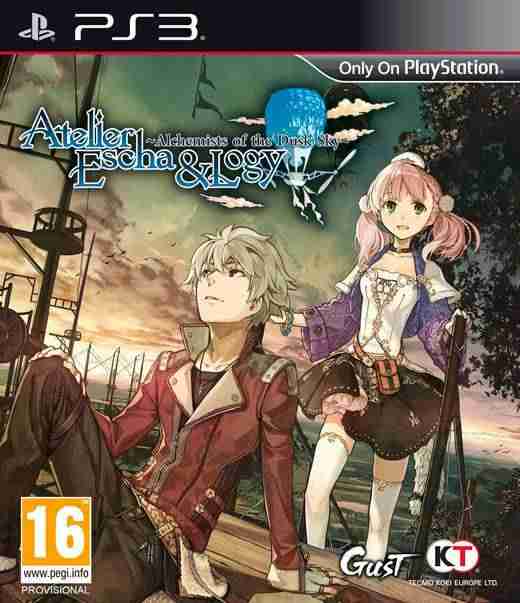 PS3
Only On PlayStation®
Atelier
~Alchemists of the Dusk Sky~
Escha
&Logy
16
www.pegi.info
PROVISIONAL
GUST
KT
TECMO KOEI EUROPE LTD.